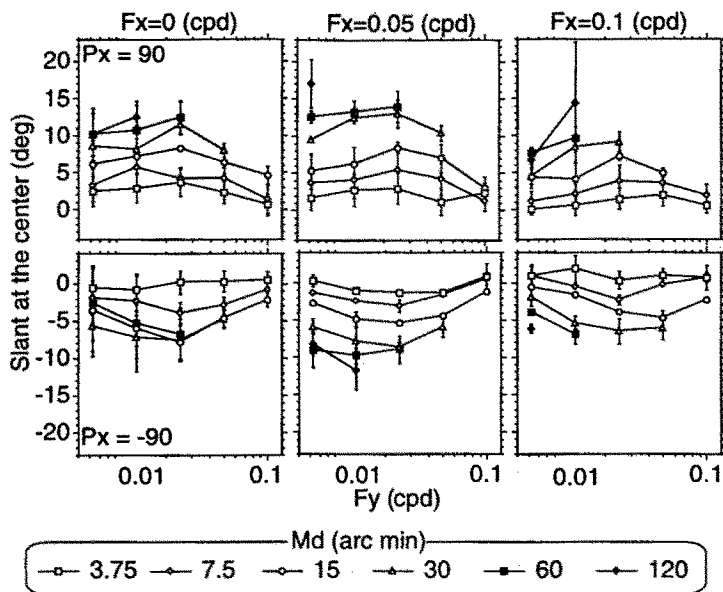 Fx=0 (cpd) Fx=0.05 (cpd) Fx=0.1 (cpd)
Px = 90
20
15
10
5
0
Slant at the center (deg)
0
-5
-10
-15
-20
Px = -90
0.01 0.1 0.01 0.1 0.01 0.1
Fy (cpd)
Md (arc min)
3.75 7.5 15 30 60 120